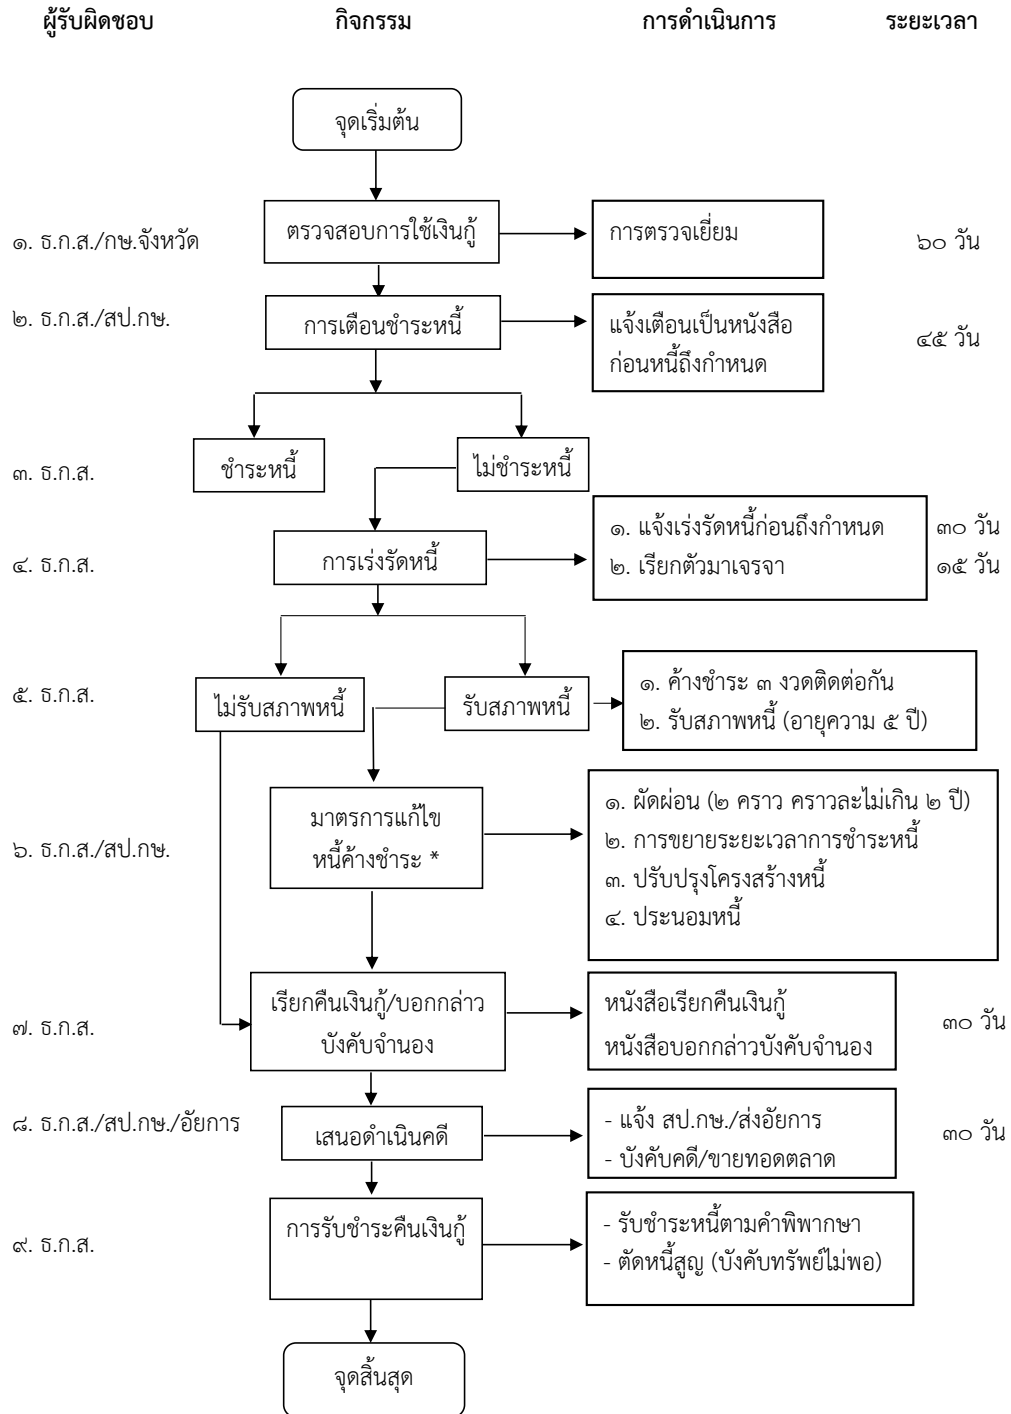 ผู้รับผิดชอบ กิจกรรม การดำเนินการ ระยะเวลา
จุดเริ่มต้น
๑. ธ.ก.ส./กษ.จังหวัด ตรวจสอบการใช้เงินกู้ การตรวจเยี่ยม ๖๐ วัน
๒. ธ.ก.ส./สป.กษ. การเตือนชำระหนี้ แจ้งเตือนเป็นหนังสือ
ก่อนหนี้ถึงกำหนด ๔๕ วัน
๓. ธ.ก.ส. ชำระหนี้ ไม่ชำระหนี้
๔. ธ.ก.ส. การเร่งรัดหนี้ ๑. แจ้งเร่งรัดหนี้ก่อนถึงกำหนด ๓๐ วัน
๒. เรียกตัวมาเจรจา ๑๕ วัน
๕. ธ.ก.ส. ไม่รับสภาพหนี้ รับสภาพหนี้ ๑. ค้างชำระ ๓ งวดติดต่อกัน
๒. รับสภาพหนี้ (อายุความ ๕ ปี)
๖. ธ.ก.ส./สป.กษ. มาตรการแก้ไข
หนี้ค้างชำระ *
๑. ผัดผ่อน (๒ คราว คราวละไม่เกิน ๒ ปี)
๒. การขยายระยะเวลาการชำระหนี้
๓. ปรับปรุงโครงสร้างหนี้
๔. ประนอมหนี้
๗. ธ.ก.ส. เรียกคืนเงินกู้/บอกกล่าว
บังคับจำนอง
หนังสือเรียกคืนเงินกู้
หนังสือบอกกล่าวบังคับจำนอง ๓๐ วัน
๘. ธ.ก.ส./สป.กษ./อัยการ เสนอดำเนินคดี - แจ้ง สป.กษ./ส่งอัยการ ๓๐ วัน
- บังคับคดี/ขายทอดตลาด
๙. ธ.ก.ส. การรับชำระคืนเงินกู้ - รับชำระหนี้ตามคำพิพากษา
- ตัดหนี้สูญ (บังคับทรัพย์ไม่พอ)
จุดสิ้นสุด